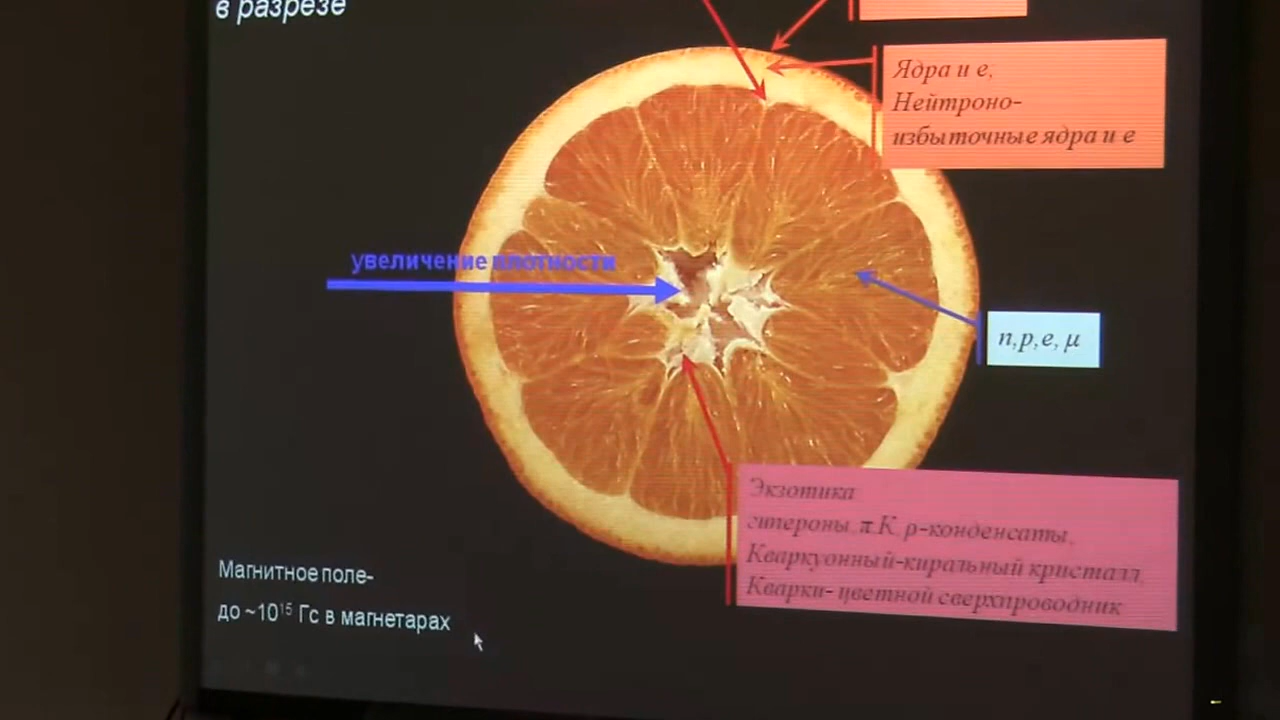 в разрезе
Ядра и е,
Нейтроно-
избыточные ядра и е
увеличение плотности
n,p,e, μ
Экзотика
гипероны, π,К, ρ-конденсаты,
Кваркуонный-киральный кристалл,
Кварки- цветной сверхпроводник
Магнитное поле-
до ~10¹⁵ Гс в магнетарах